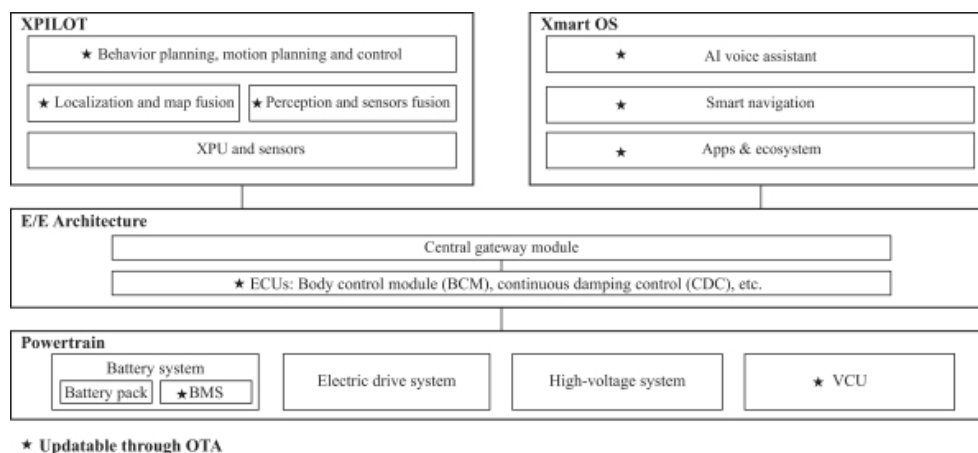 XPILOT
★ Behavior planning, motion planning and control
★ Localization and map fusion
★ Perception and sensors fusion
XPU and sensors
Xmart OS
★ AI voice assistant
★ Smart navigation
★ Apps & ecosystem
E/E Architecture
Central gateway module
★ ECUs: Body control module (BCM), continuous damping control (CDC), etc.
Powertrain
Battery system
Battery pack
★BMS
Electric drive system
High-voltage system
★ VCU
★ Updatable through OTA